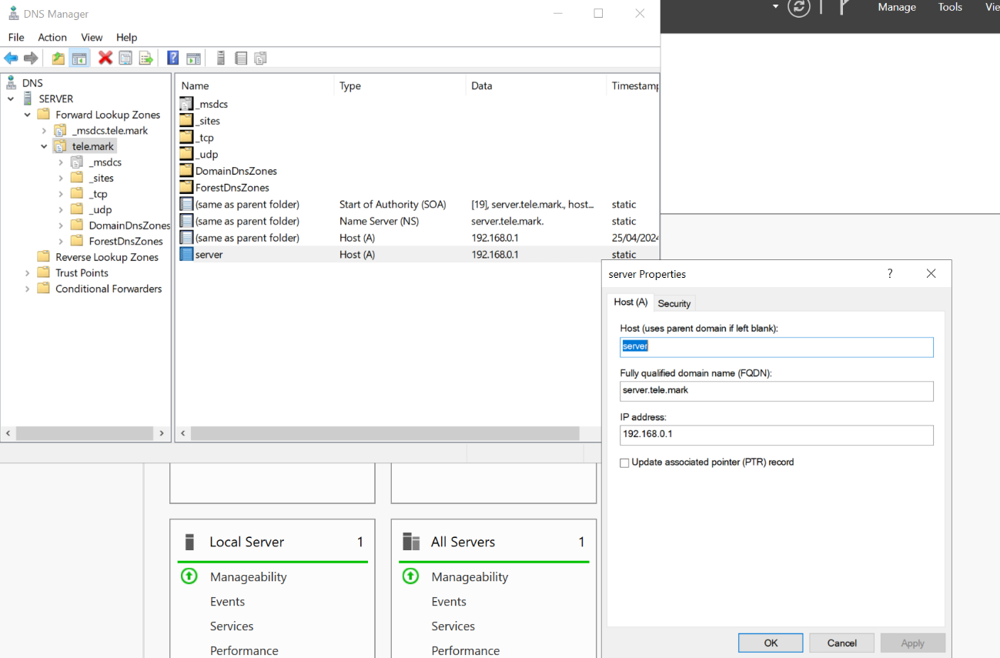 DNS Manager
Manage Tools Vie
File Action View Help
DNS
SERVER
Forward Lookup Zones
_msdcs.tele.mark
tele.mark
_msdcs
_sites
_tcp
_udp
DomainDnsZones
ForestDnsZones
Reverse Lookup Zones
Trust Points
Conditional Forwarders
Name Type Data Timestamp
_msdcs
_sites
_tcp
_udp
DomainDnsZones
ForestDnsZones
(same as parent folder) Start of Authority (SOA) [19], server.tele.mark., host... static
(same as parent folder) Name Server (NS) server.tele.mark. static
(same as parent folder) Host (A) 192.168.0.1 25/04/2024
server Host (A) 192.168.0.1 static
server Properties ?
Host (A) Security
Host (uses parent domain if left blank):
server
Fully qualified domain name (FQDN):
server.tele.mark
IP address:
192.168.0.1
Update associated pointer (PTR) record
OK Cancel Apply
Local Server 1
Manageability
Events
Services
Performance
All Servers 1
Manageability
Events
Services
Performance